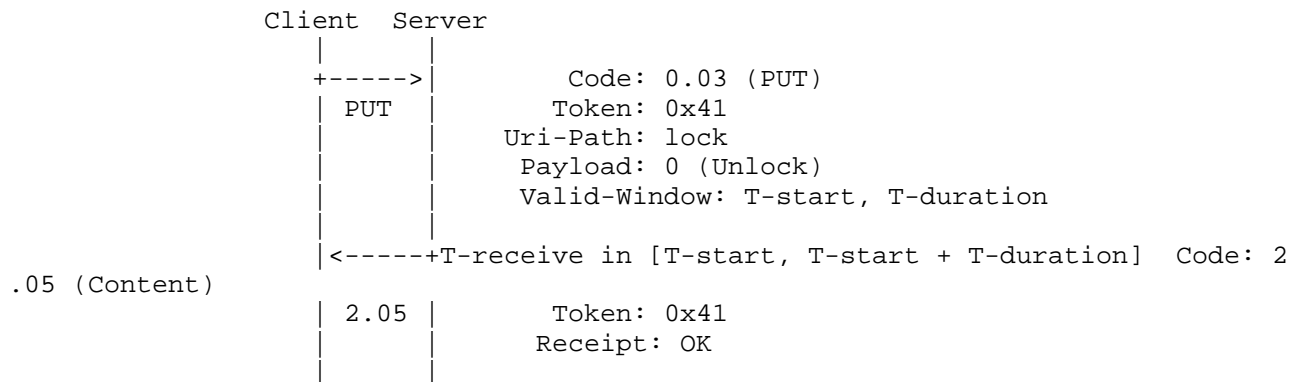 Client  Server
   |      |
   +----->|        Code: 0.03 (PUT)
   | PUT  |       Token: 0x41
   |      |    Uri-Path: lock
   |      |     Payload: 0 (Unlock)
   |      |     Valid-Window: T-start, T-duration
   |      |
   |<-----+T-receive in [T-start, T-start + T-duration]  Code: 2
.05 (Content)
   | 2.05 |       Token: 0x41
   |      |      Receipt: OK
   |      |